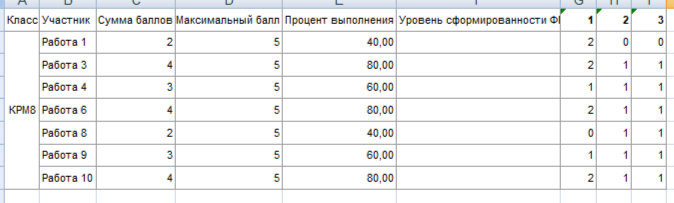 A B C D E F G H I
Класс Участник Сумма баллов Максимальный балл Процент выполнения Уровень сформированности 1 2 3
Работа 1 2 5 40,00 2 0 0
Работа 3 4 5 80,00 2 1 1
Работа 4 3 5 60,00 1 1 1
КРМ8 Работа 6 4 5 80,00 2 1 1
Работа 8 2 5 40,00 0 1 1
Работа 9 3 5 60,00 1 1 1
Работа 10 4 5 80,00 2 1 1